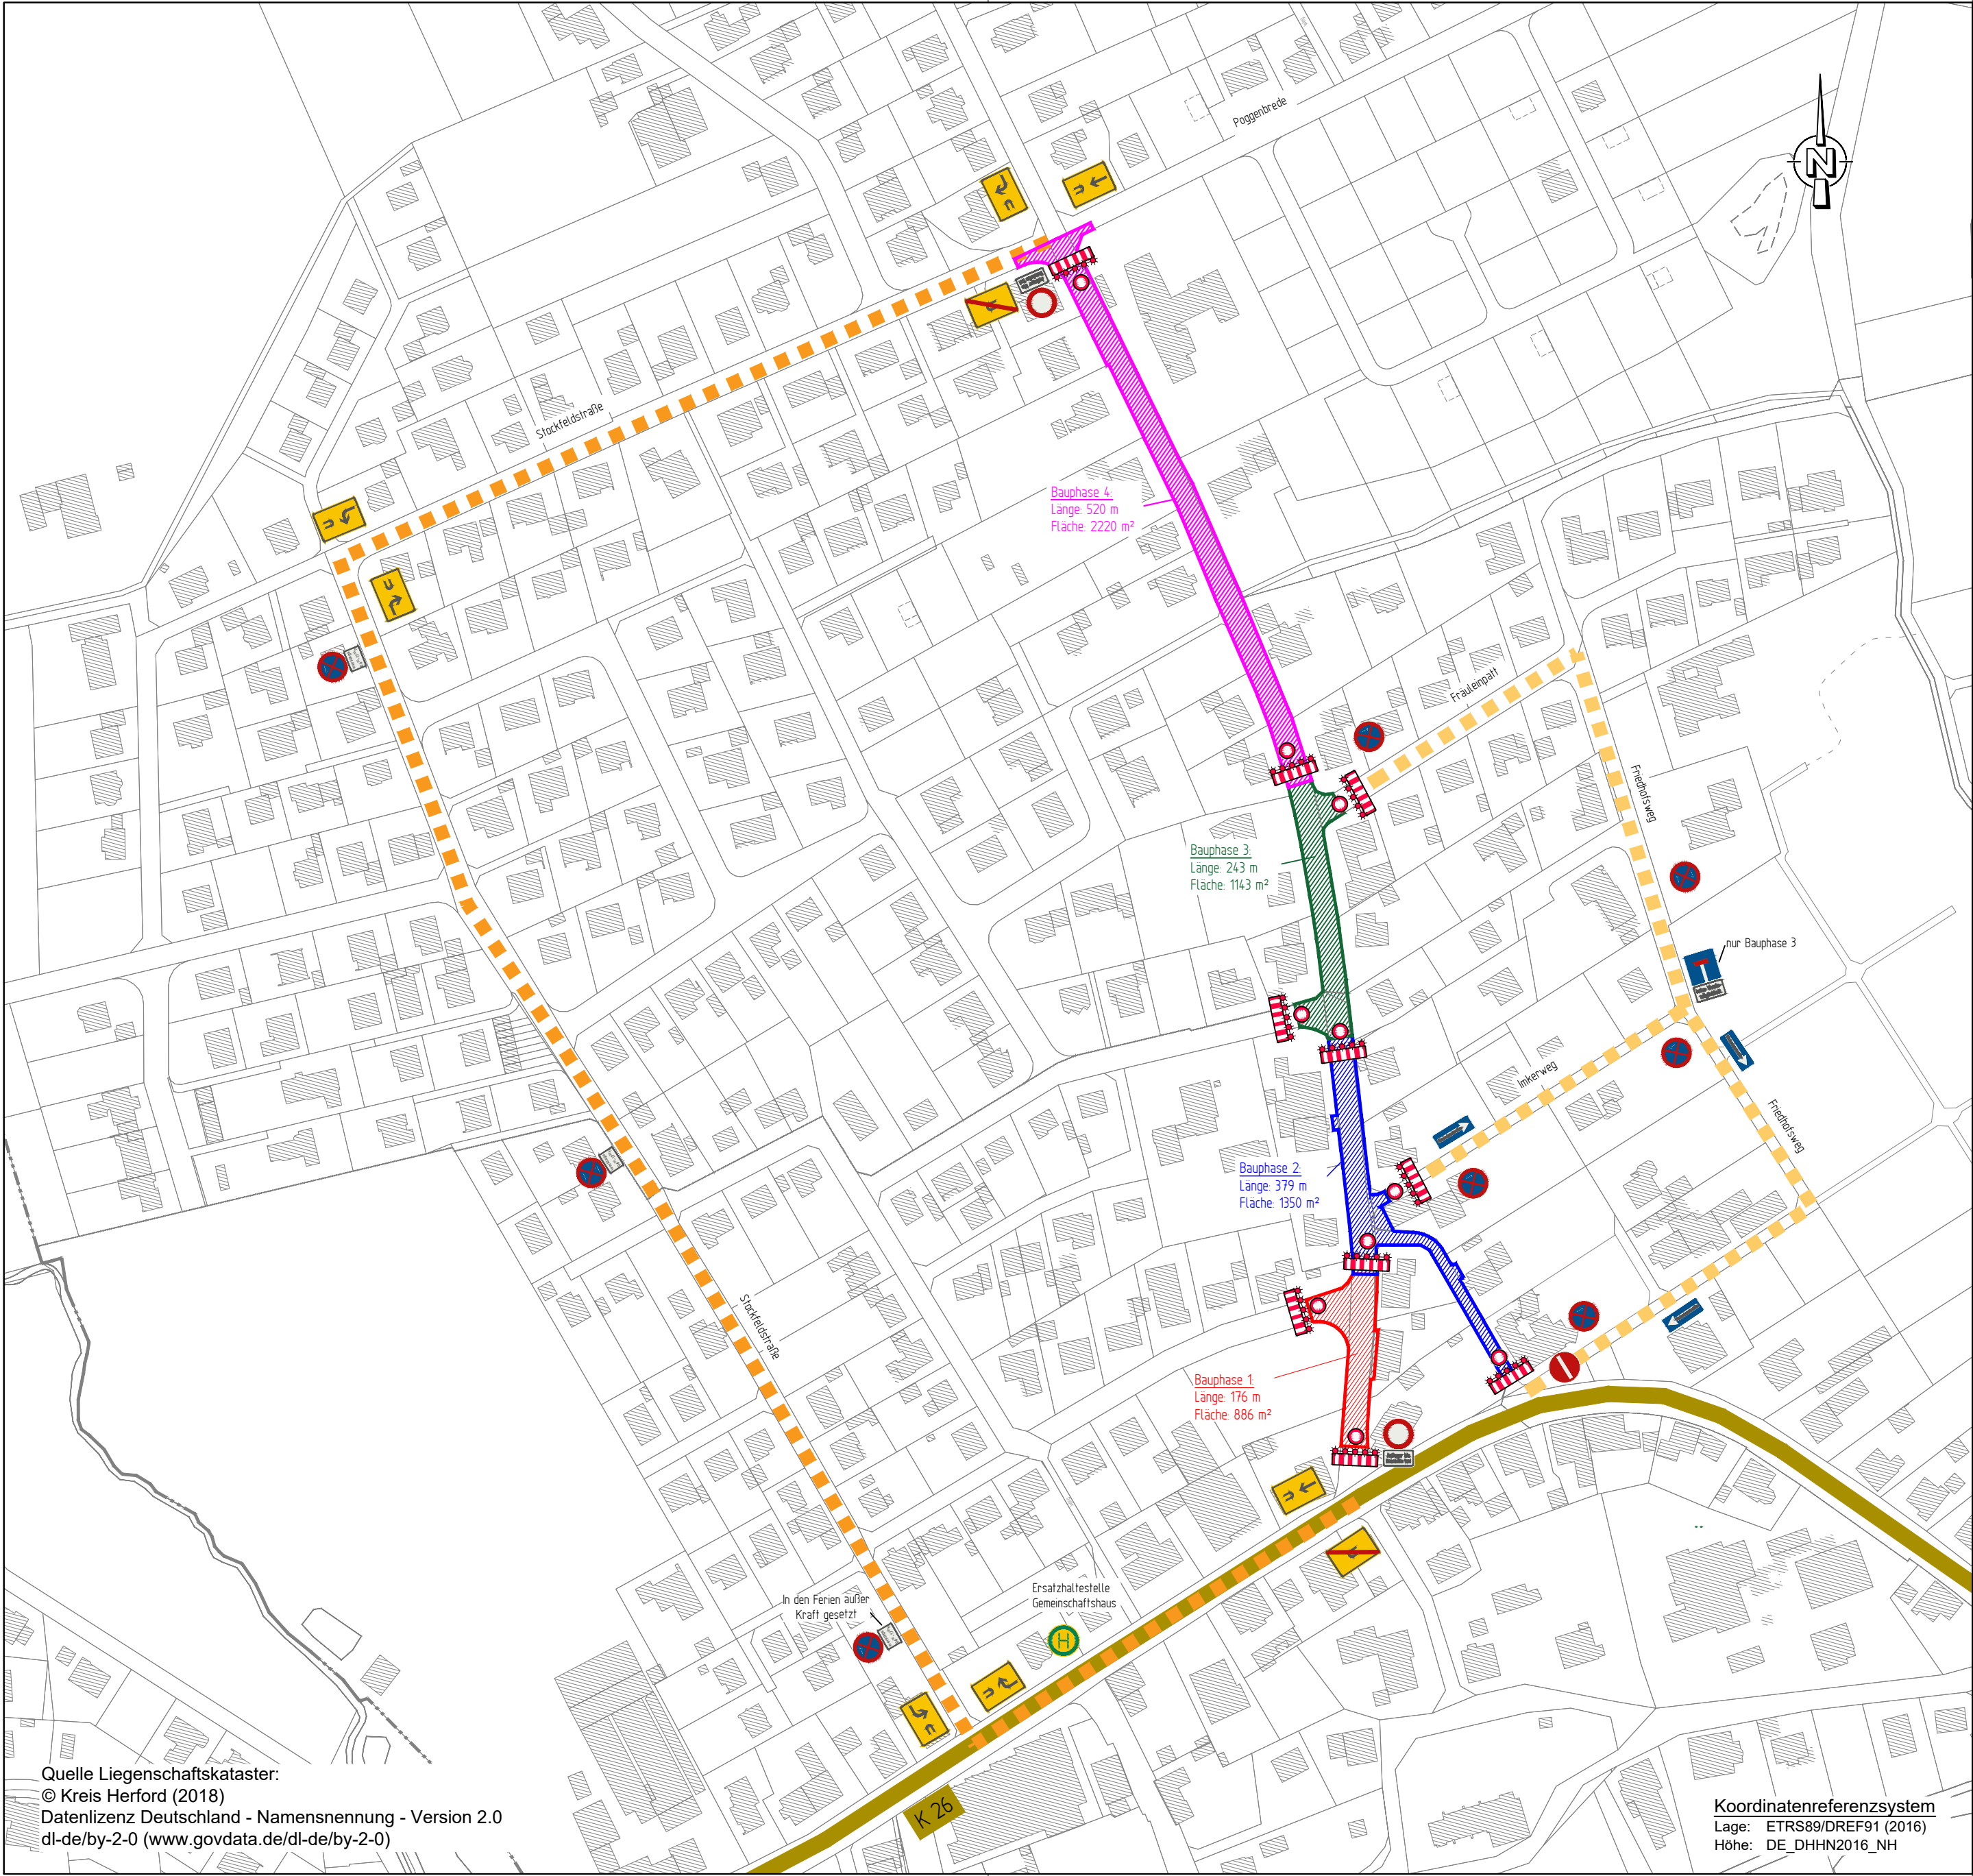 Poggenbrede
N
U
U
Stockfeldstraße
U
U
Bauphase 4:
Länge: 520 m
Fläche: 2220 m²
Fräuleinpatt
Friedhofsweg
Bauphase 3:
Länge: 243 m
Fläche: 1143 m²
nur Bauphase 3
Imkerweg
Friedhofsweg
Bauphase 2:
Länge: 379 m
Fläche: 1350 m²
Stockfeldstraße
Bauphase 1:
Länge: 176 m
Fläche: 886 m²
U
In den Ferien außer
Kraft gesetzt
Ersatzhaltestelle
Gemeinschaftshaus
H
U
U
K 26
Quelle Liegenschaftskataster:
© Kreis Herford (2018)
Datenlizenz Deutschland - Namensnennung - Version 2.0
dl-de/by-2-0 (www.govdata.de/dl-de/by-2-0)
Koordinatenreferenzsystem
Lage: ETRS89/DREF91 (2016)
Höhe: DE_DHHN2016_NH